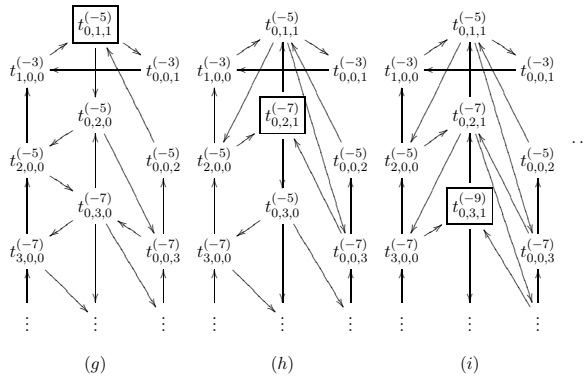 t_{0,1,1}^{(-5)} t_{0,1,1}^{(-5)} t_{0,1,1}^{(-5)}
t_{1,0,0}^{(-3)} t_{0,0,1}^{(-3)} t_{1,0,0}^{(-3)} t_{0,0,1}^{(-3)} t_{1,0,0}^{(-3)} t_{0,0,1}^{(-3)}
t_{0,2,0}^{(-5)} t_{0,2,1}^{(-7)} t_{0,2,1}^{(-7)}
t_{2,0,0}^{(-5)} t_{0,0,2}^{(-5)} t_{2,0,0}^{(-5)} t_{0,0,2}^{(-5)} t_{2,0,0}^{(-5)} t_{0,0,2}^{(-5)} ···
t_{0,3,0}^{(-7)} t_{0,3,0}^{(-5)} t_{0,3,1}^{(-9)}
t_{3,0,0}^{(-7)} t_{0,0,3}^{(-7)} t_{3,0,0}^{(-7)} t_{0,0,3}^{(-7)} t_{3,0,0}^{(-7)} t_{0,0,3}^{(-7)}
⋮ ⋮ ⋮ ⋮ ⋮ ⋮ ⋮ ⋮ ⋮
(g) (h) (i)